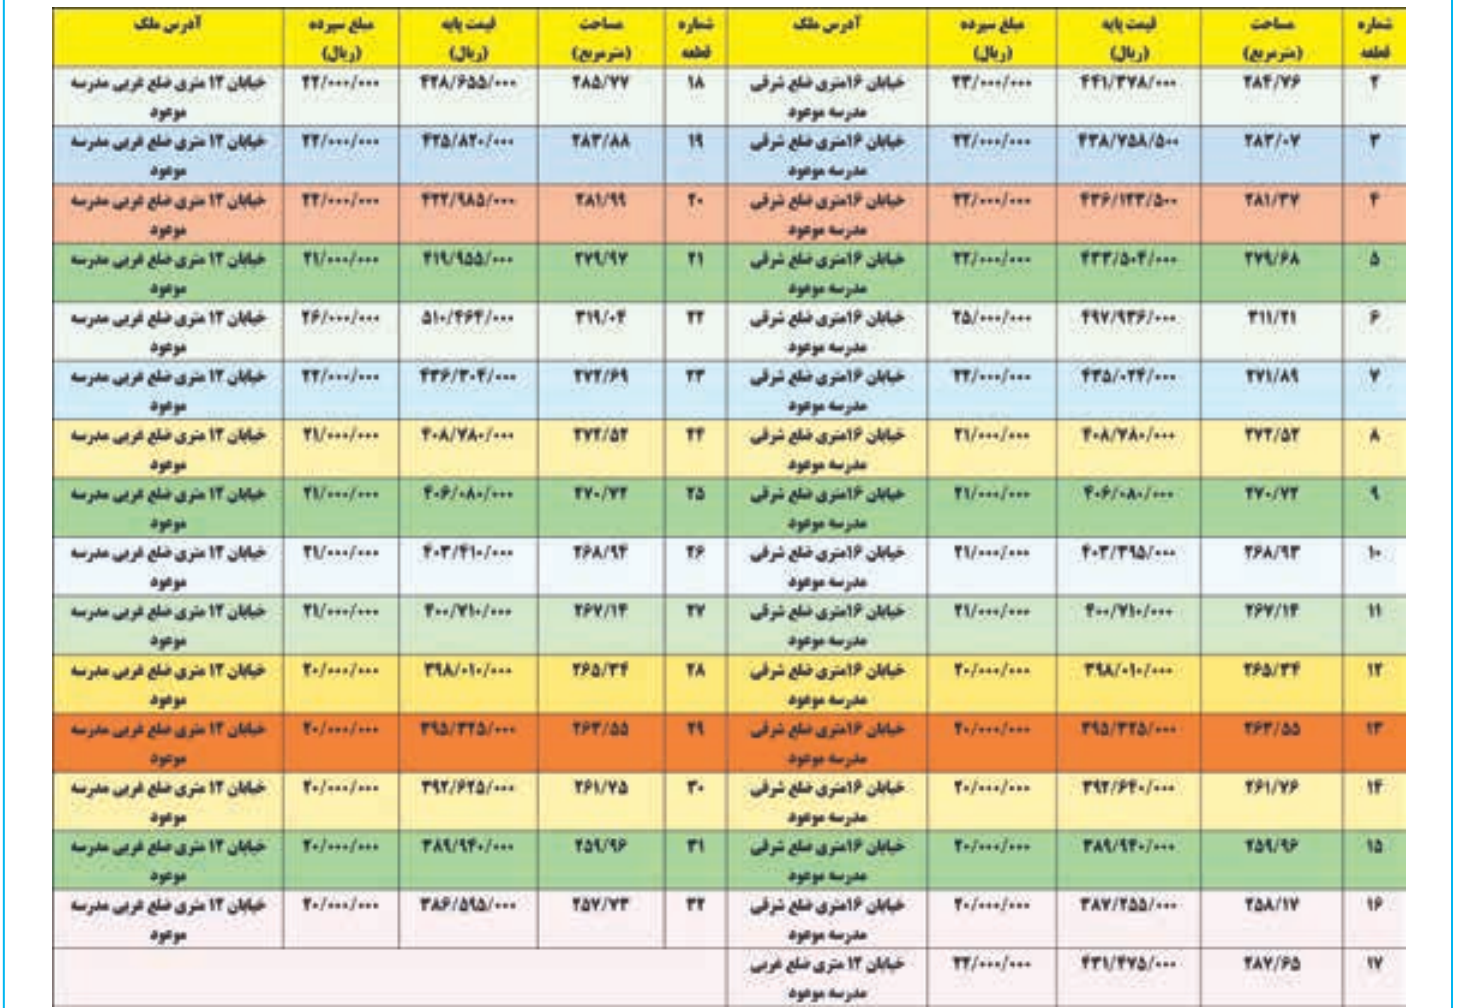 شماره مساحت قیمت پایه مبلغ سپرده آدرس ملک شماره مساحت قیمت پایه مبلغ سپرده آدرس ملک
قطعه (مترمربع) (ریال) (ریال) قطعه (مترمربع) (ریال) (ریال)
۲ ۲۸۴/۷۶ ۴۴۱/۳۷۸/۰۰۰ ۲۳/۰۰۰/۰۰۰ خیابان ۱۶متری ضلع شرقی ۱۸ ۲۸۵/۷۷ ۴۲۸/۶۵۵/۰۰۰ ۲۲/۰۰۰/۰۰۰ خیابان ۱۲ متری ضلع غربی مدرسه
مدرسه موعود موعود
۳ ۲۸۳/۰۷ ۴۳۸/۷۵۸/۵۰۰ ۲۲/۰۰۰/۰۰۰ خیابان ۱۶متری ضلع شرقی ۱۹ ۲۸۳/۸۸ ۴۲۵/۸۲۰/۰۰۰ ۲۲/۰۰۰/۰۰۰ خیابان ۱۲ متری ضلع غربی مدرسه
مدرسه موعود موعود
۴ ۲۸۱/۳۷ ۴۳۶/۱۲۳/۵۰۰ ۲۲/۰۰۰/۰۰۰ خیابان ۱۶متری ضلع شرقی ۲۰ ۲۸۱/۹۹ ۴۲۲/۹۸۵/۰۰۰ ۲۲/۰۰۰/۰۰۰ خیابان ۱۲ متری ضلع غربی مدرسه
مدرسه موعود موعود
۵ ۲۷۹/۶۸ ۴۳۳/۵۰۴/۰۰۰ ۲۲/۰۰۰/۰۰۰ خیابان ۱۶متری ضلع شرقی ۲۱ ۲۷۹/۹۷ ۴۱۹/۹۵۵/۰۰۰ ۲۱/۰۰۰/۰۰۰ خیابان ۱۲ متری ضلع غربی مدرسه
مدرسه موعود موعود
۶ ۳۱۱/۲۱ ۴۹۷/۹۳۶/۰۰۰ ۲۵/۰۰۰/۰۰۰ خیابان ۱۶متری ضلع شرقی ۲۲ ۳۱۹/۰۴ ۵۱۰/۴۶۴/۰۰۰ ۲۶/۰۰۰/۰۰۰ خیابان ۱۲ متری ضلع غربی مدرسه
مدرسه موعود موعود
۷ ۲۷۱/۸۹ ۴۳۵/۰۲۴/۰۰۰ ۲۲/۰۰۰/۰۰۰ خیابان ۱۶متری ضلع شرقی ۲۳ ۲۷۲/۶۹ ۴۳۶/۳۰۴/۰۰۰ ۲۲/۰۰۰/۰۰۰ خیابان ۱۲ متری ضلع غربی مدرسه
مدرسه موعود موعود
۸ ۲۷۲/۵۲ ۴۰۸/۷۸۰/۰۰۰ ۲۱/۰۰۰/۰۰۰ خیابان ۱۶متری ضلع شرقی ۲۴ ۲۷۲/۵۲ ۴۰۸/۷۸۰/۰۰۰ ۲۱/۰۰۰/۰۰۰ خیابان ۱۲ متری ضلع غربی مدرسه
مدرسه موعود موعود
۹ ۲۷۰/۷۲ ۴۰۶/۰۸۰/۰۰۰ ۲۱/۰۰۰/۰۰۰ خیابان ۱۶متری ضلع شرقی ۲۵ ۲۷۰/۷۲ ۴۰۶/۰۸۰/۰۰۰ ۲۱/۰۰۰/۰۰۰ خیابان ۱۲ متری ضلع غربی مدرسه
مدرسه موعود موعود
۱۰ ۲۶۸/۹۳ ۴۰۳/۳۹۵/۰۰۰ ۲۱/۰۰۰/۰۰۰ خیابان ۱۶متری ضلع شرقی ۲۶ ۲۶۸/۹۴ ۴۰۳/۴۱۰/۰۰۰ ۲۱/۰۰۰/۰۰۰ خیابان ۱۲ متری ضلع غربی مدرسه
مدرسه موعود موعود
۱۱ ۲۶۷/۱۴ ۴۰۰/۷۱۰/۰۰۰ ۲۱/۰۰۰/۰۰۰ خیابان ۱۶متری ضلع شرقی ۲۷ ۲۶۷/۱۴ ۴۰۰/۷۱۰/۰۰۰ ۲۱/۰۰۰/۰۰۰ خیابان ۱۲ متری ضلع غربی مدرسه
مدرسه موعود موعود
۱۲ ۲۶۵/۳۴ ۳۹۸/۰۱۰/۰۰۰ ۲۰/۰۰۰/۰۰۰ خیابان ۱۶متری ضلع شرقی ۲۸ ۲۶۵/۳۴ ۳۹۸/۰۱۰/۰۰۰ ۲۰/۰۰۰/۰۰۰ خیابان ۱۲ متری ضلع غربی مدرسه
مدرسه موعود موعود
۱۳ ۲۶۳/۵۵ ۳۹۵/۳۲۵/۰۰۰ ۲۰/۰۰۰/۰۰۰ خیابان ۱۶متری ضلع شرقی ۲۹ ۲۶۳/۵۵ ۳۹۵/۳۲۵/۰۰۰ ۲۰/۰۰۰/۰۰۰ خیابان ۱۲ متری ضلع غربی مدرسه
مدرسه موعود موعود
۱۴ ۲۶۱/۷۶ ۳۹۲/۶۴۰/۰۰۰ ۲۰/۰۰۰/۰۰۰ خیابان ۱۶متری ضلع شرقی ۳۰ ۲۶۱/۷۵ ۳۹۲/۶۲۵/۰۰۰ ۲۰/۰۰۰/۰۰۰ خیابان ۱۲ متری ضلع غربی مدرسه
مدرسه موعود موعود
۱۵ ۲۵۹/۹۶ ۳۸۹/۹۴۰/۰۰۰ ۲۰/۰۰۰/۰۰۰ خیابان ۱۶متری ضلع شرقی ۳۱ ۲۵۹/۹۶ ۳۸۹/۹۴۰/۰۰۰ ۲۰/۰۰۰/۰۰۰ خیابان ۱۲ متری ضلع غربی مدرسه
مدرسه موعود موعود
۱۶ ۲۵۸/۱۷ ۳۸۷/۲۵۵/۰۰۰ ۲۰/۰۰۰/۰۰۰ خیابان ۱۶متری ضلع شرقی ۳۲ ۲۵۷/۷۳ ۳۸۶/۵۹۵/۰۰۰ ۲۰/۰۰۰/۰۰۰ خیابان ۱۲ متری ضلع غربی مدرسه
مدرسه موعود موعود
۱۷ ۲۸۷/۶۵ ۴۳۱/۴۷۵/۰۰۰ ۲۲/۰۰۰/۰۰۰ خیابان ۱۲ متری ضلع غربی
مدرسه موعود